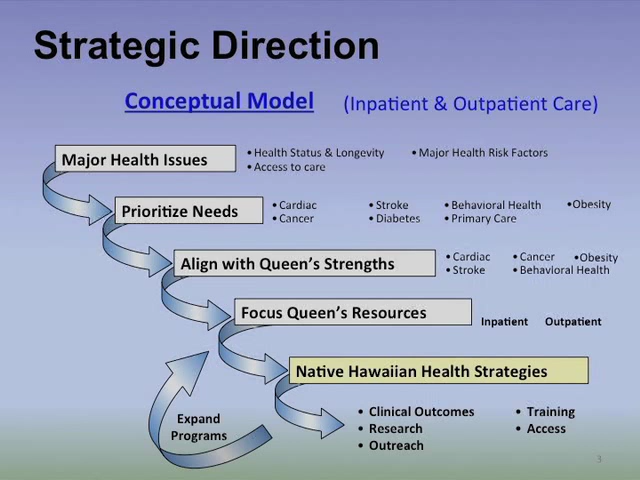 Strategic Direction
Conceptual Model (Inpatient & Outpatient Care)
Major Health Issues
• Health Status & Longevity • Major Health Risk Factors
• Access to care
Prioritize Needs
• Cardiac • Stroke • Behavioral Health • Obesity
• Cancer • Diabetes • Primary Care
Align with Queen's Strengths
• Cardiac • Cancer • Obesity
• Stroke • Behavioral Health
Focus Queen's Resources
Inpatient Outpatient
Native Hawaiian Health Strategies
• Clinical Outcomes • Training
• Research • Access
• Outreach
Expand
Programs
3